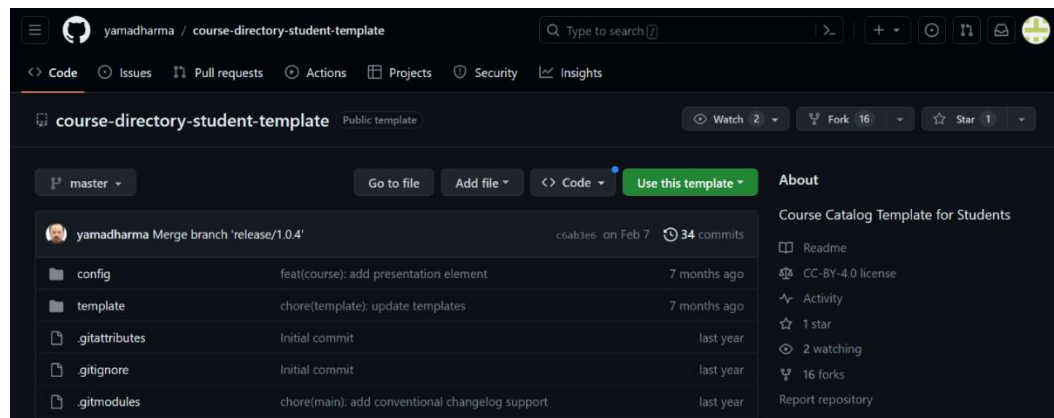 yamadharma / course-directory-student-template
Type to search /
>_
+
<> Code
Issues
Pull requests
Actions
Projects
Security
Insights
course-directory-student-template
Public template
Watch 2
Fork 16
Star 1
master
Go to file
Add file
<> Code
Use this template
yamadharma Merge branch 'release/1.0.4'
c6ab3e6 on Feb 7
34 commits
config feat(course): add presentation element 7 months ago
template chore(template): update templates 7 months ago
.gitattributes Initial commit last year
.gitignore Initial commit last year
.gitmodules chore(main): add conventional changelog support last year
About
Course Catalog Template for Students
Readme
CC-BY-4.0 license
Activity
1 star
2 watching
16 forks
Report repository